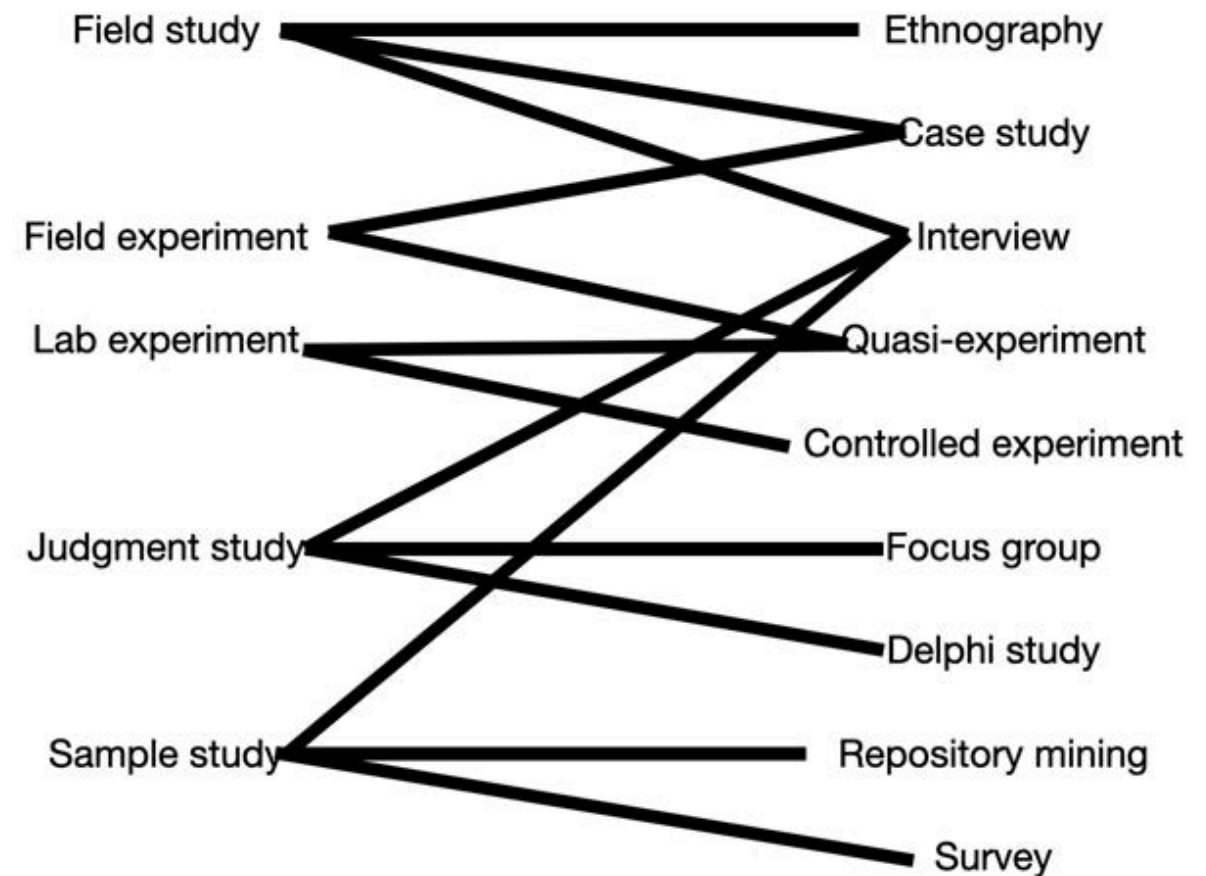 Field study
Ethnography
Case study
Field experiment
Interview
Lab experiment
Quasi-experiment
Controlled experiment
Judgment study
Focus group
Delphi study
Sample study
Repository mining
Survey